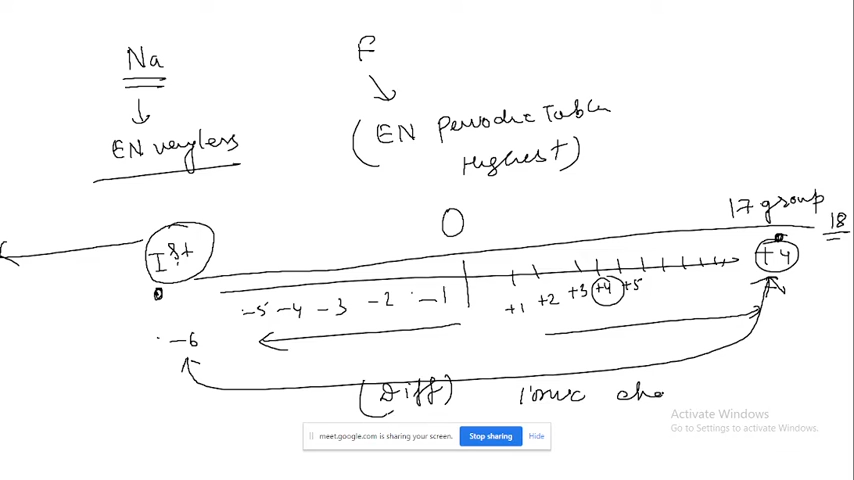 Na F
EN very less
(EN Periodic Table
Highest)
O
17 group
18
Ist
+4
-5 -4 -3 -2 -1 +1 +2 +3 +4 +5
-6
(Diff) ionic cha
meet.google.com is sharing your screen. Stop sharing Hide
Activate Windows
Go to Settings to activate Windows.